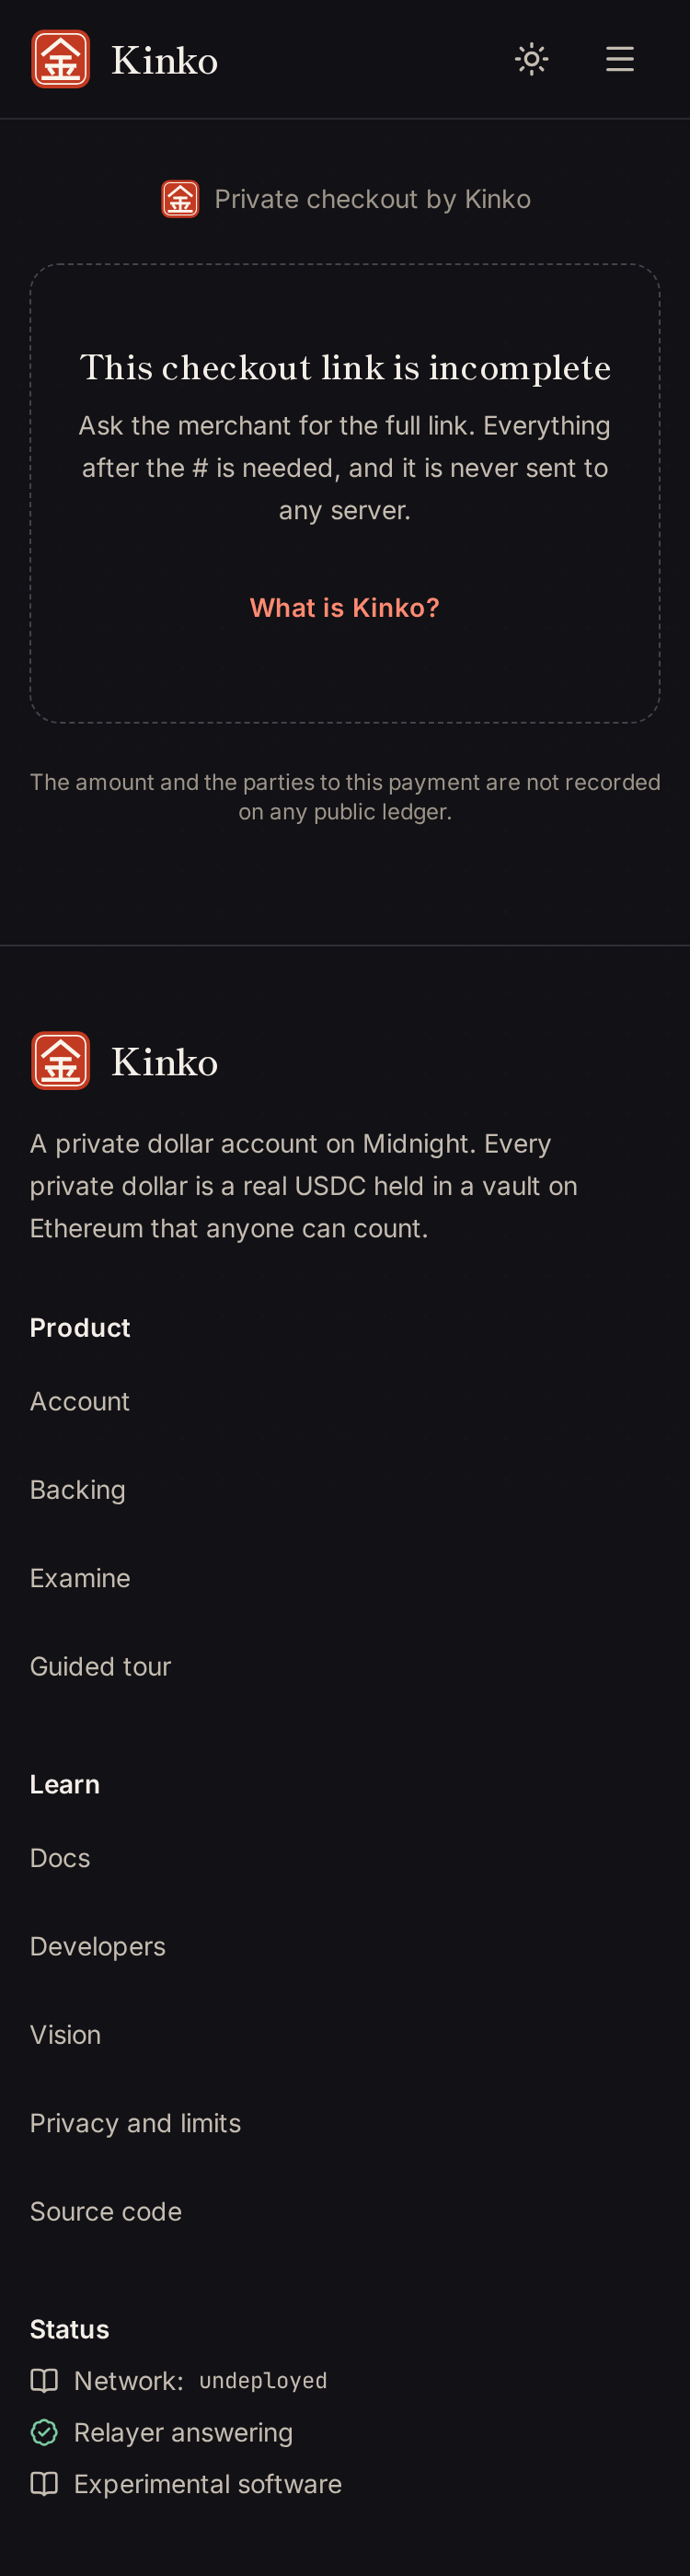 金 Kinko
金 Private checkout by Kinko
This checkout link is incomplete
Ask the merchant for the full link. Everything
after the # is needed, and it is never sent to
any server.
What is Kinko?
The amount and the parties to this payment are not recorded
on any public ledger.
金 Kinko
A private dollar account on Midnight. Every
private dollar is a real USDC held in a vault on
Ethereum that anyone can count.
Product
Account
Backing
Examine
Guided tour
Learn
Docs
Developers
Vision
Privacy and limits
Source code
Status
Network: undeployed
Relayer answering
Experimental software